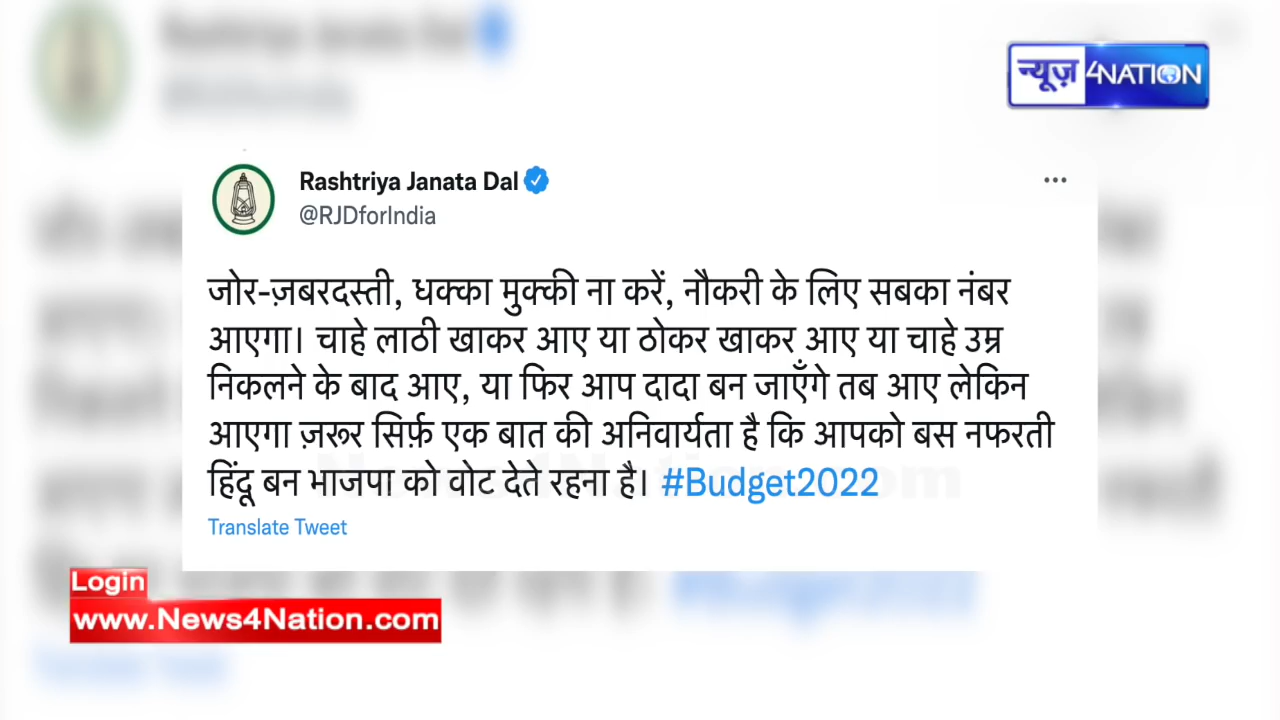 न्यूज़ 4NATION
Rashtriya Janata Dal
@RJDforIndia
जोर-ज़बरदस्ती, धक्का मुक्की ना करें, नौकरी के लिए सबका नंबर
आएगा। चाहे लाठी खाकर आए या ठोकर खाकर आए या चाहे उम्र
निकलने के बाद आए, या फिर आप दादा बन जाएँगे तब आए लेकिन
आएगा ज़रूर सिर्फ़ एक बात की अनिवार्यता है कि आपको बस नफरती
हिंदू बन भाजपा को वोट देते रहना है। #Budget2022
Translate Tweet
Login
www.News4Nation.com